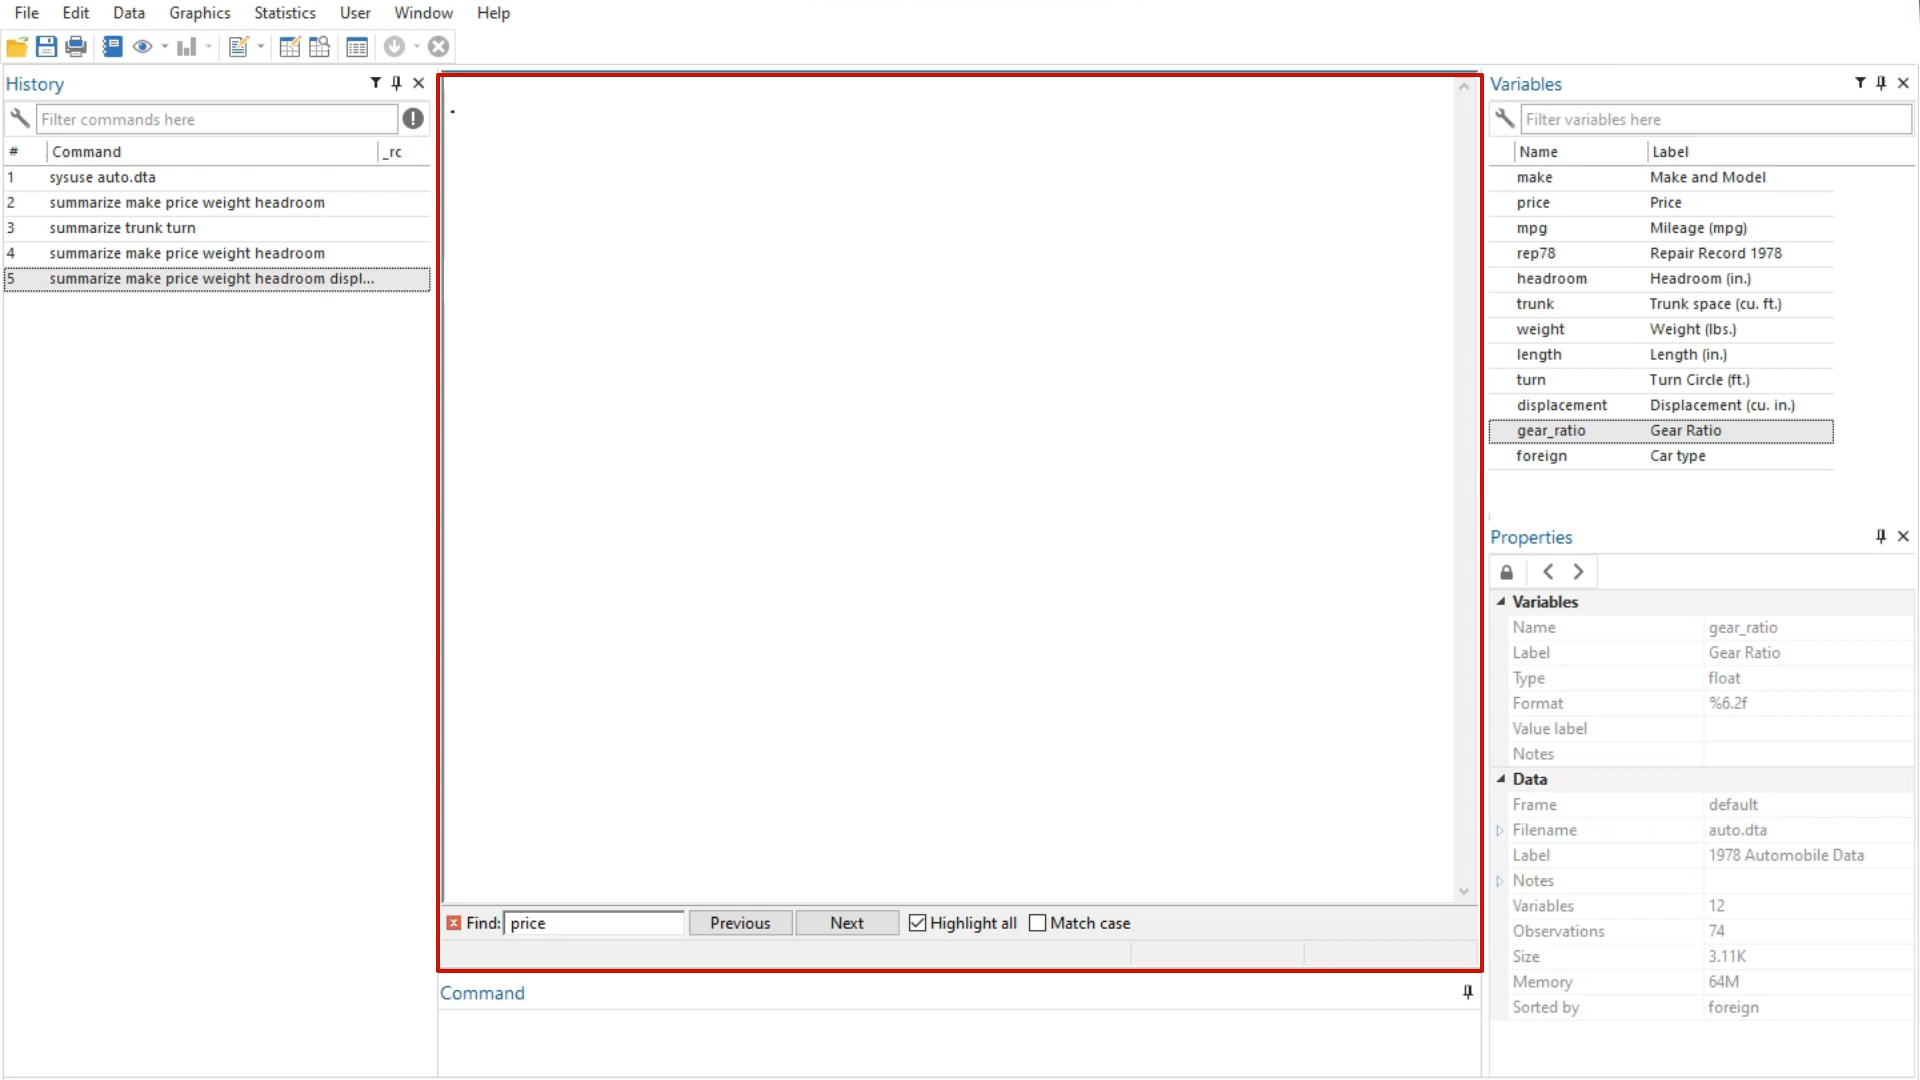 File Edit Data Graphics Statistics User Window Help
History
Filter commands here
# Command _rc
1 sysuse auto.dta
2 summarize make price weight headroom
3 summarize trunk turn
4 summarize make price weight headroom
5 summarize make price weight headroom displ...
.
Find: price Previous Next Highlight all Match case
Command
Variables
Filter variables here
Name Label
make Make and Model
price Price
mpg Mileage (mpg)
rep78 Repair Record 1978
headroom Headroom (in.)
trunk Trunk space (cu. ft.)
weight Weight (lbs.)
length Length (in.)
turn Turn Circle (ft.)
displacement Displacement (cu. in.)
gear_ratio Gear Ratio
foreign Car type
Properties
Variables
Name gear_ratio
Label Gear Ratio
Type float
Format %6.2f
Value label
Notes
Data
Frame default
Filename auto.dta
Label 1978 Automobile Data
Notes
Variables 12
Observations 74
Size 3.11K
Memory 64M
Sorted by foreign